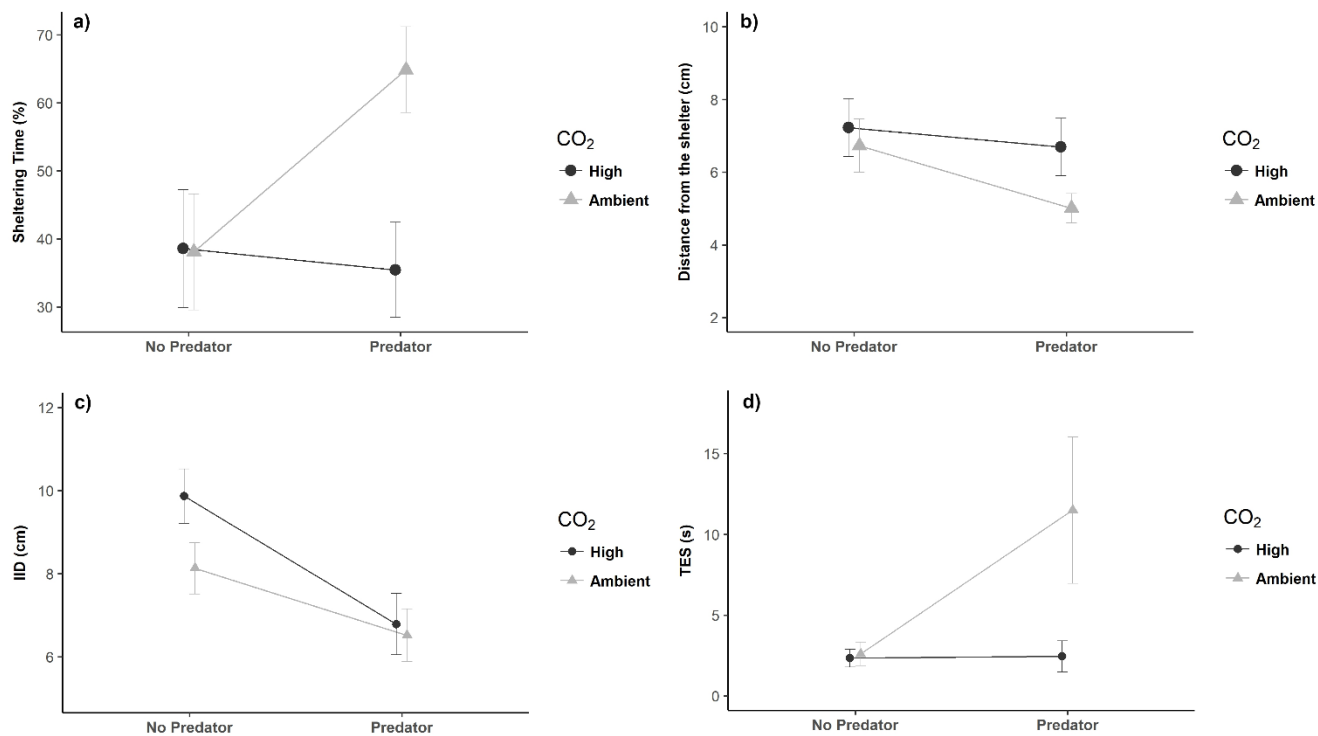 a)
Sheltering Time (%)
70
60
50
40
30
No Predator
Predator
CO₂
High
Ambient
b)
Distance from the shelter (cm)
10
8
6
4
2
No Predator
Predator
CO₂
High
Ambient
c)
IID (cm)
12
10
8
6
No Predator
Predator
CO₂
High
Ambient
d)
TES (s)
15
10
5
0
No Predator
Predator
CO₂
High
Ambient